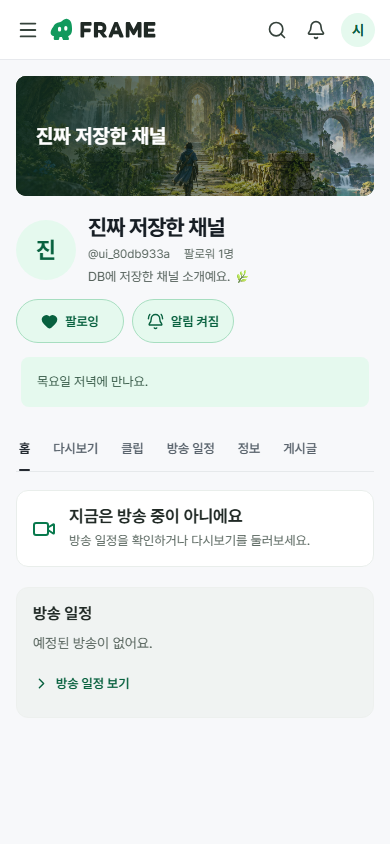 FRAME
시
진짜 저장한 채널
진
진짜 저장한 채널
@ui_80db933a 팔로워 1명
DB에 저장한 채널 소개예요. 🌿
팔로잉
알림 켜짐
목요일 저녁에 만나요.
홈 다시보기 클립 방송 일정 정보 게시글
지금은 방송 중이 아니에요
방송 일정을 확인하거나 다시보기를 둘러보세요.
방송 일정
예정된 방송이 없어요.
방송 일정 보기